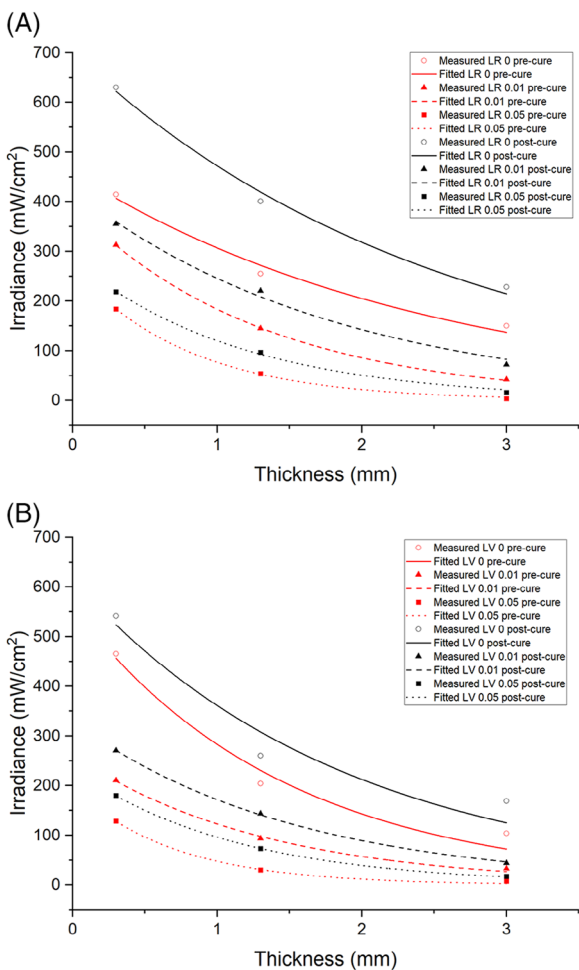 (A)
700
600
500
400
300
200
100
0
Irradiance (mW/cm²)
Measured LR 0 pre-cure
Fitted LR 0 pre-cure
Measured LR 0.01 pre-cure
Fitted LR 0.01 pre-cure
Measured LR 0.05 pre-cure
Fitted LR 0.05 pre-cure
Measured LR 0 post-cure
Fitted LR 0 post-cure
Measured LR 0.01 post-cure
Fitted LR 0.01 post-cure
Measured LR 0.05 post-cure
Fitted LR 0.05 post-cure
0 1 2 3
Thickness (mm)
(B)
700
600
500
400
300
200
100
0
Irradiance (mW/cm²)
Measured LV 0 pre-cure
Fitted LV 0 pre-cure
Measured LV 0.01 pre-cure
Fitted LV 0.01 pre-cure
Measured LV 0.05 pre-cure
Fitted LV 0.05 pre-cure
Measured LV 0 post-cure
Fitted LV 0 post-cure
Measured LV 0.01 post-cure
Fitted LV 0.01 post-cure
Measured LV 0.05 post-cure
Fitted LV 0.05 post-cure
0 1 2 3
Thickness (mm)